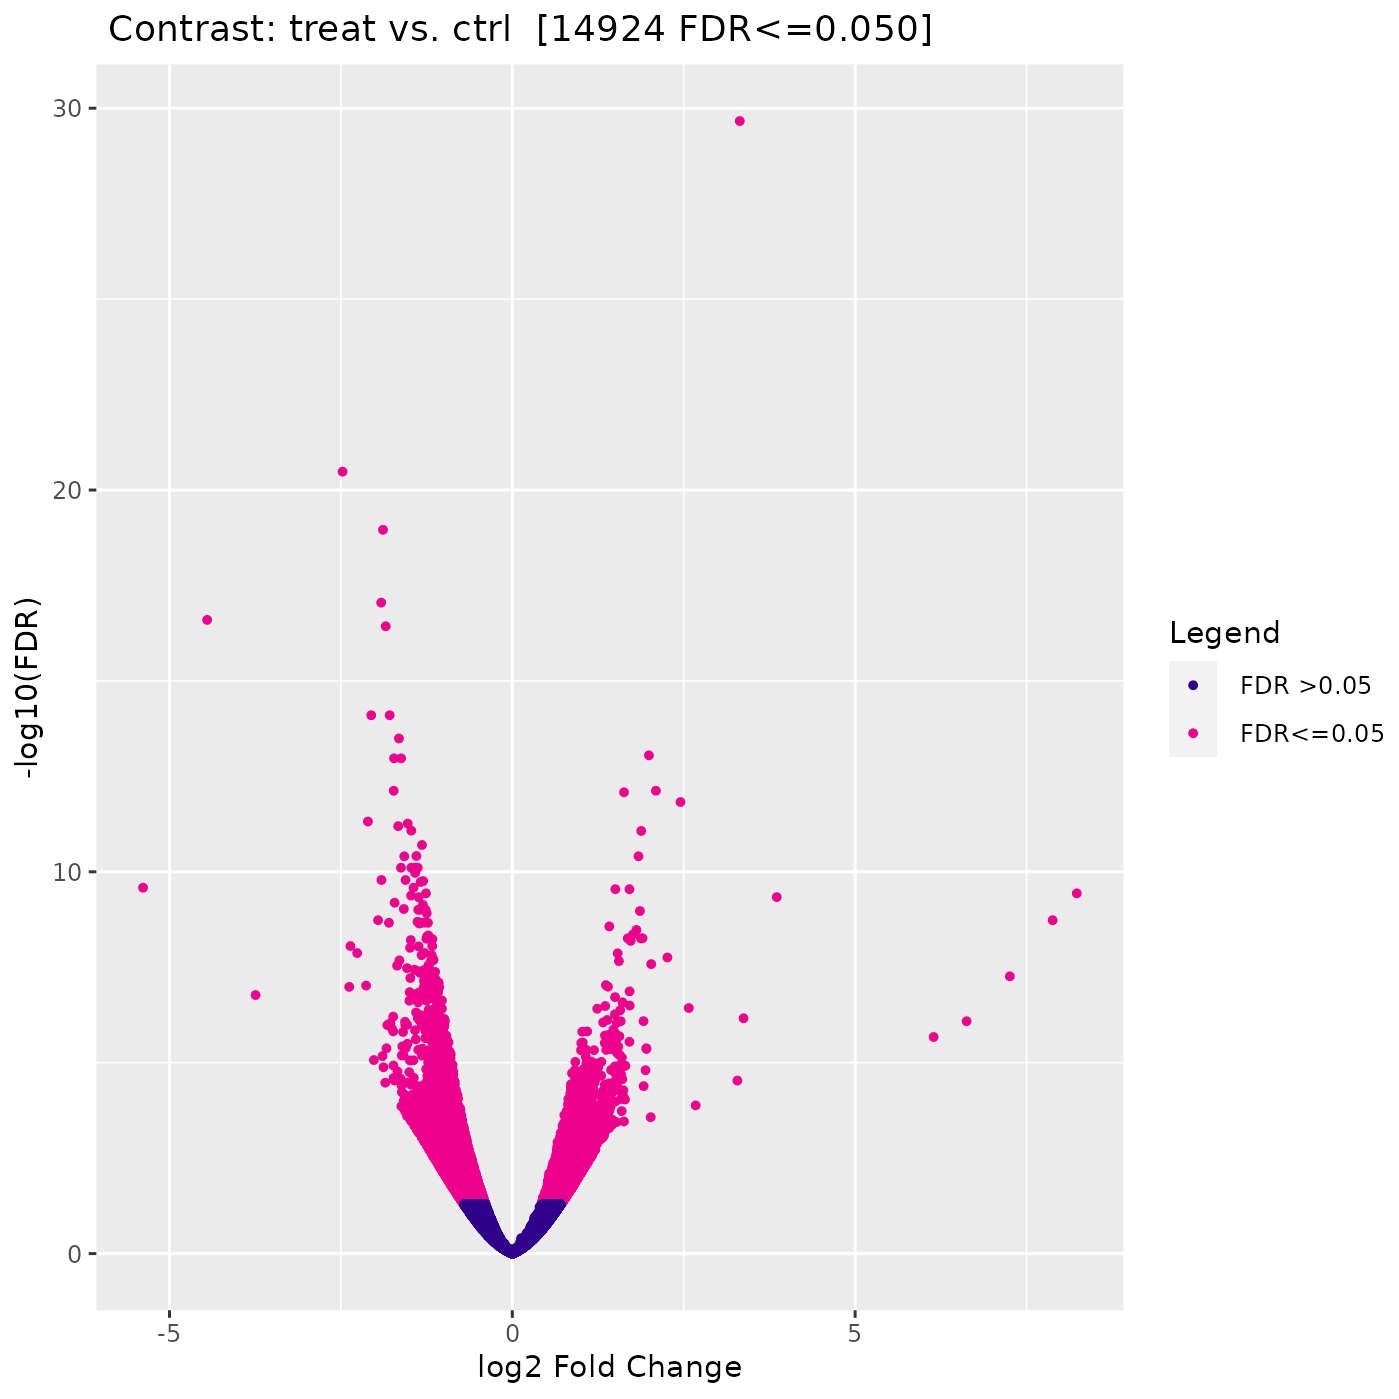 Contrast: treat vs. ctrl  [14924 FDR<=0.050]
30
20
10
0
-log10(FDR)
-5
0
5
log2 Fold Change
Legend
FDR >0.05
FDR<=0.05